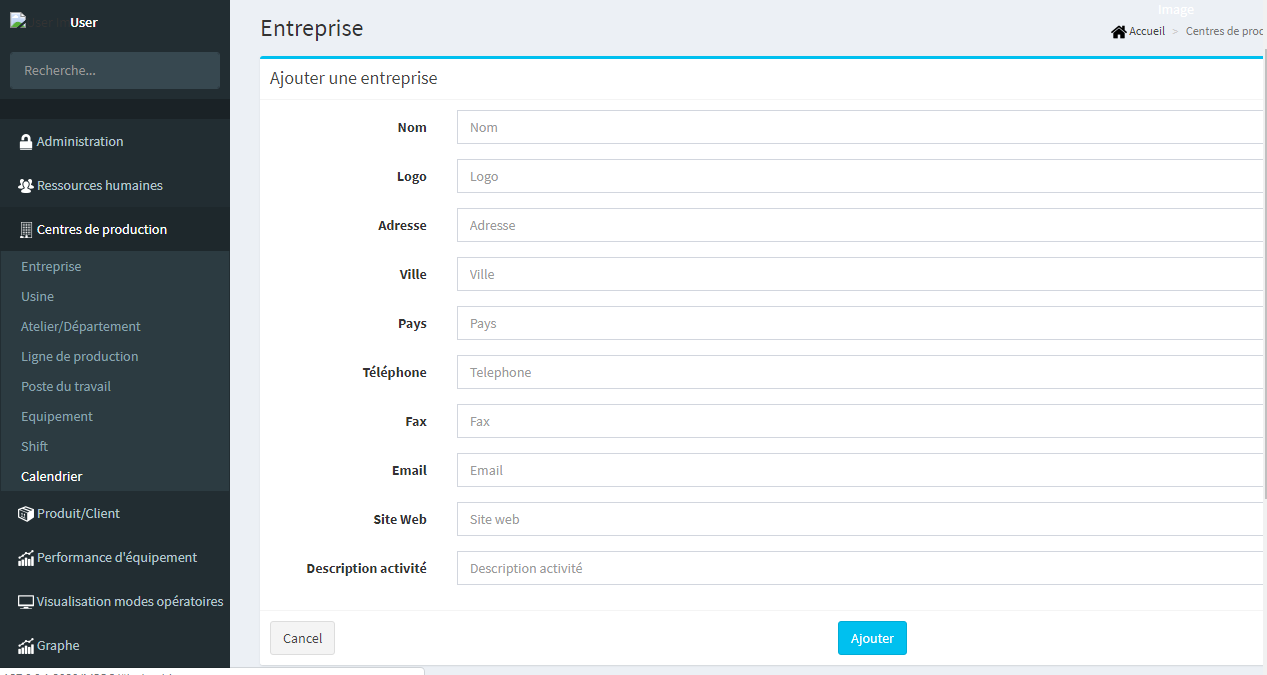 User
Recherche...
Administration
Ressources humaines
Centres de production
Entreprise
Usine
Atelier/Département
Ligne de production
Poste du travail
Equipement
Shift
Calendrier
Produit/Client
Performance d'équipement
Visualisation modes opératoires
Graphe
Image
Entreprise
Accueil > Centres de proc
Ajouter une entreprise
Nom Nom
Logo Logo
Adresse Adresse
Ville Ville
Pays Pays
Téléphone Telephone
Fax Fax
Email Email
Site Web Site web
Description activité Description activité
Cancel Ajouter